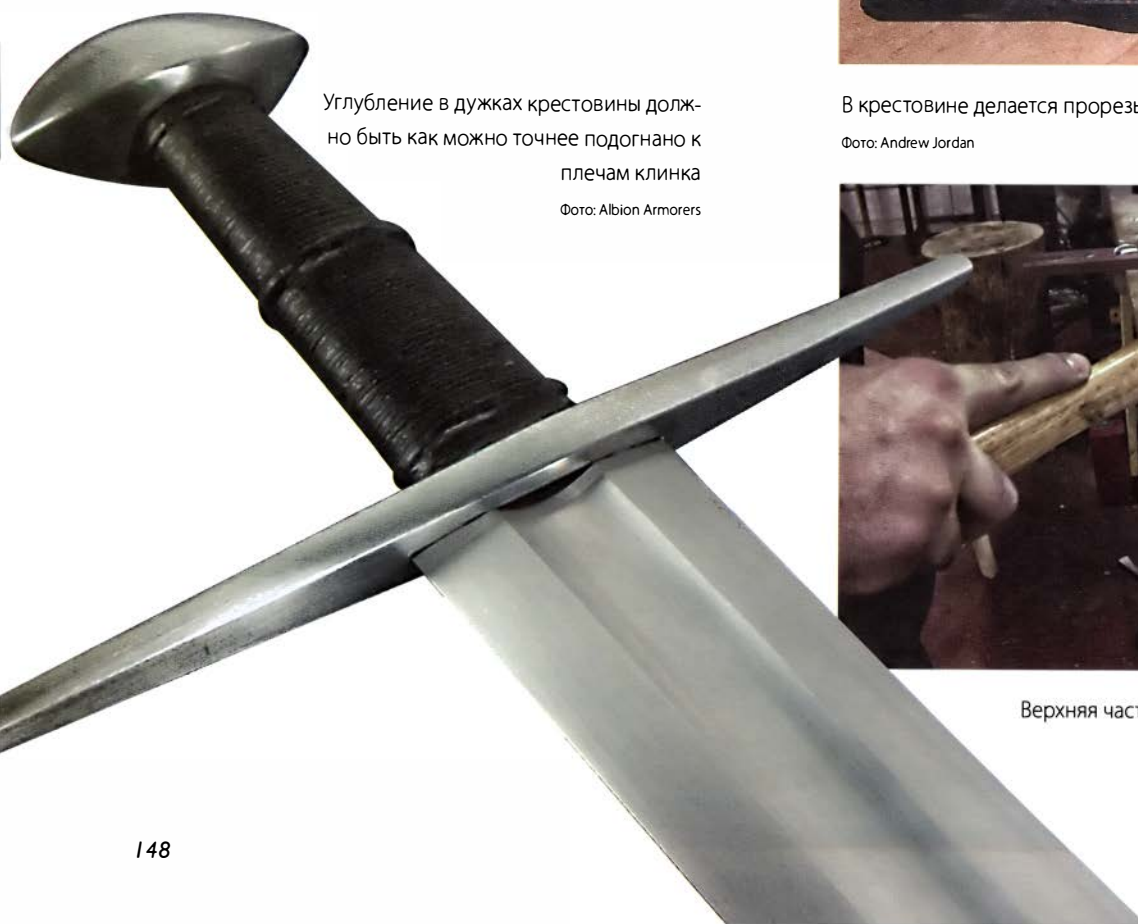 Углубление в дужках крестовины долж-
но быть как можно точнее подогнано к
плечам клинка
Фото: Albion Armorers
В крестовине делается прорезь
Фото: Andrew Jordan
Верхняя част
148